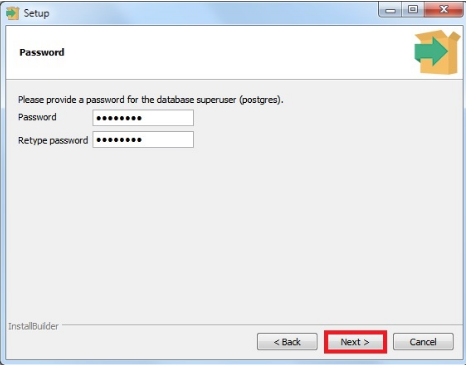 Setup
Password
Please provide a password for the database superuser (postgres).
Password ●●●●●●●●
Retype password ●●●●●●●●
InstallBuilder
< Back Next > Cancel